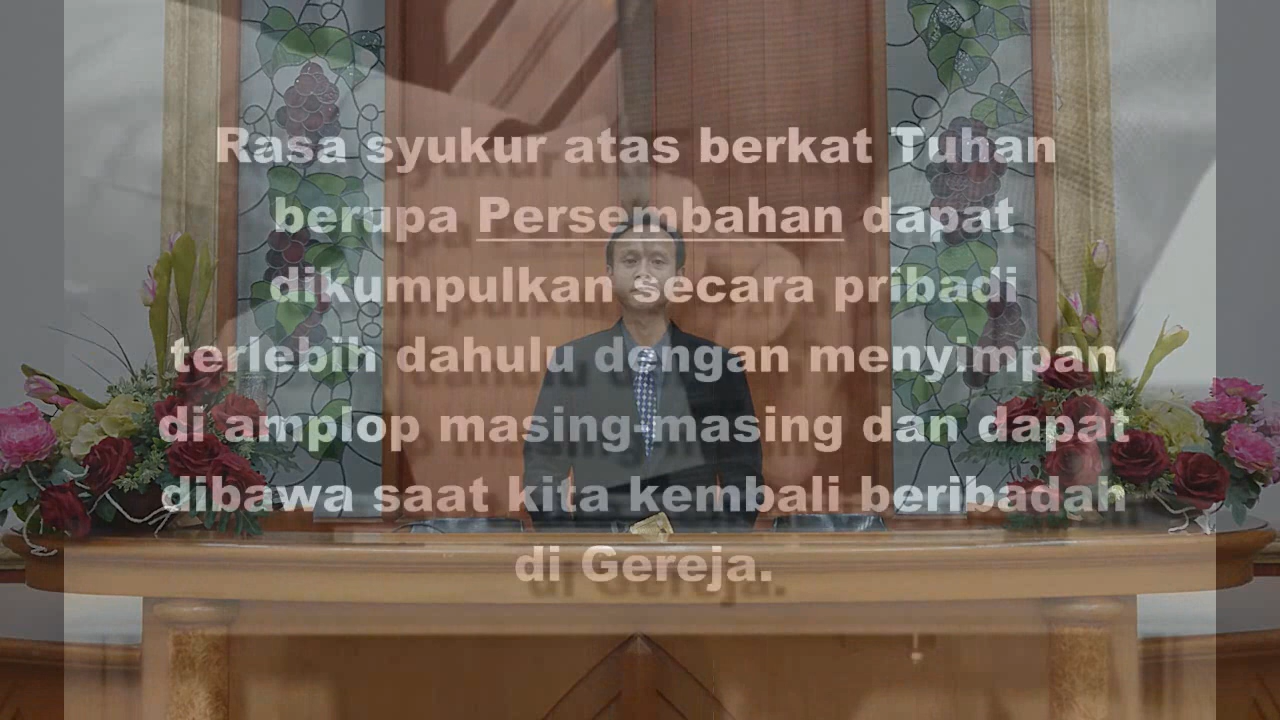 Rasa syukur atas berkat Tuhan
berupa Persembahan dapat
dikumpulkan secara pribadi
terlebih dahulu dengan menyimpan
di amplop masing-masing dan dapat
dibawa saat kita kembali beribadah
di Gereja.